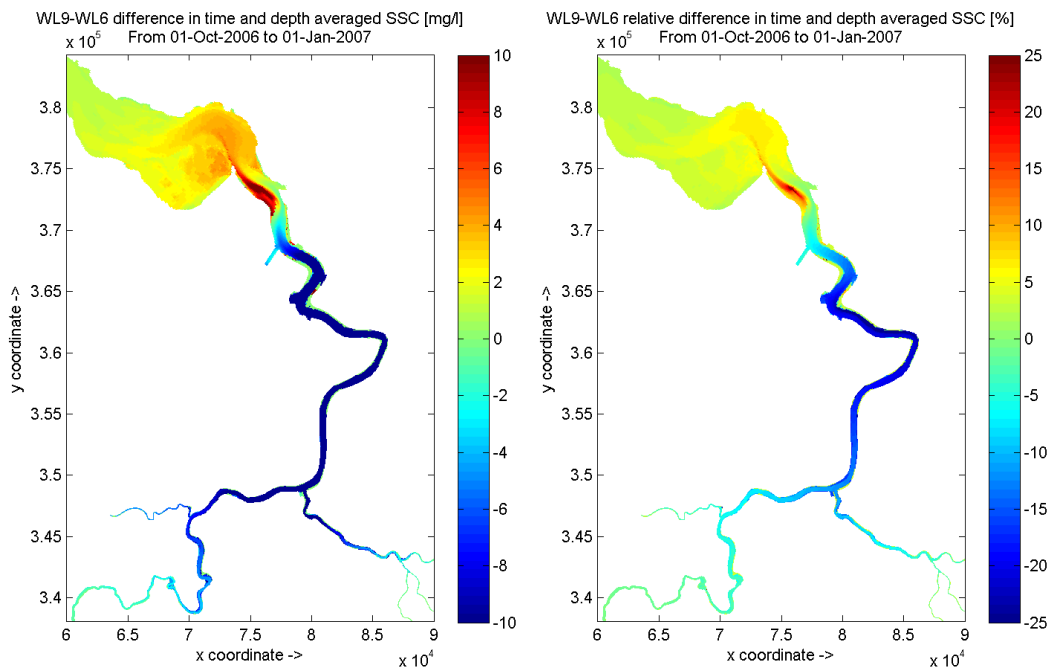 WL9-WL6 difference in time and depth averaged SSC [mg/l]
From 01-Oct-2006 to 01-Jan-2007
x 10^5
3.8
3.75
3.7
3.65
3.6
3.55
3.5
3.45
3.4
y coordinate ->
6 6.5 7 7.5 8 8.5 9
x coordinate ->
x 10^4
10
8
6
4
2
0
-2
-4
-6
-8
-10
WL9-WL6 relative difference in time and depth averaged SSC [%]
From 01-Oct-2006 to 01-Jan-2007
x 10^5
3.8
3.75
3.7
3.65
3.6
3.55
3.5
3.45
3.4
y coordinate ->
6 6.5 7 7.5 8 8.5 9
x coordinate ->
x 10^4
25
20
15
10
5
0
-5
-10
-15
-20
-25